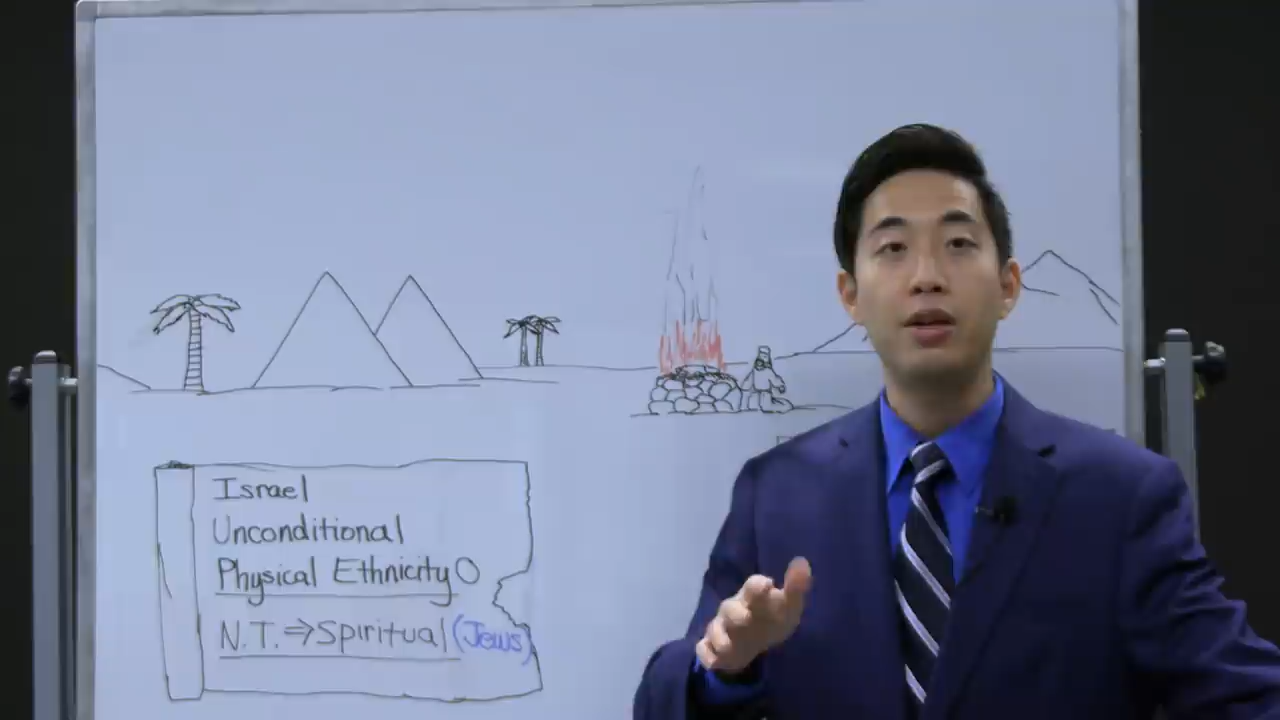 Israel
Unconditional
Physical Ethnicity O
N.T. ⇒ Spiritual (Jews)